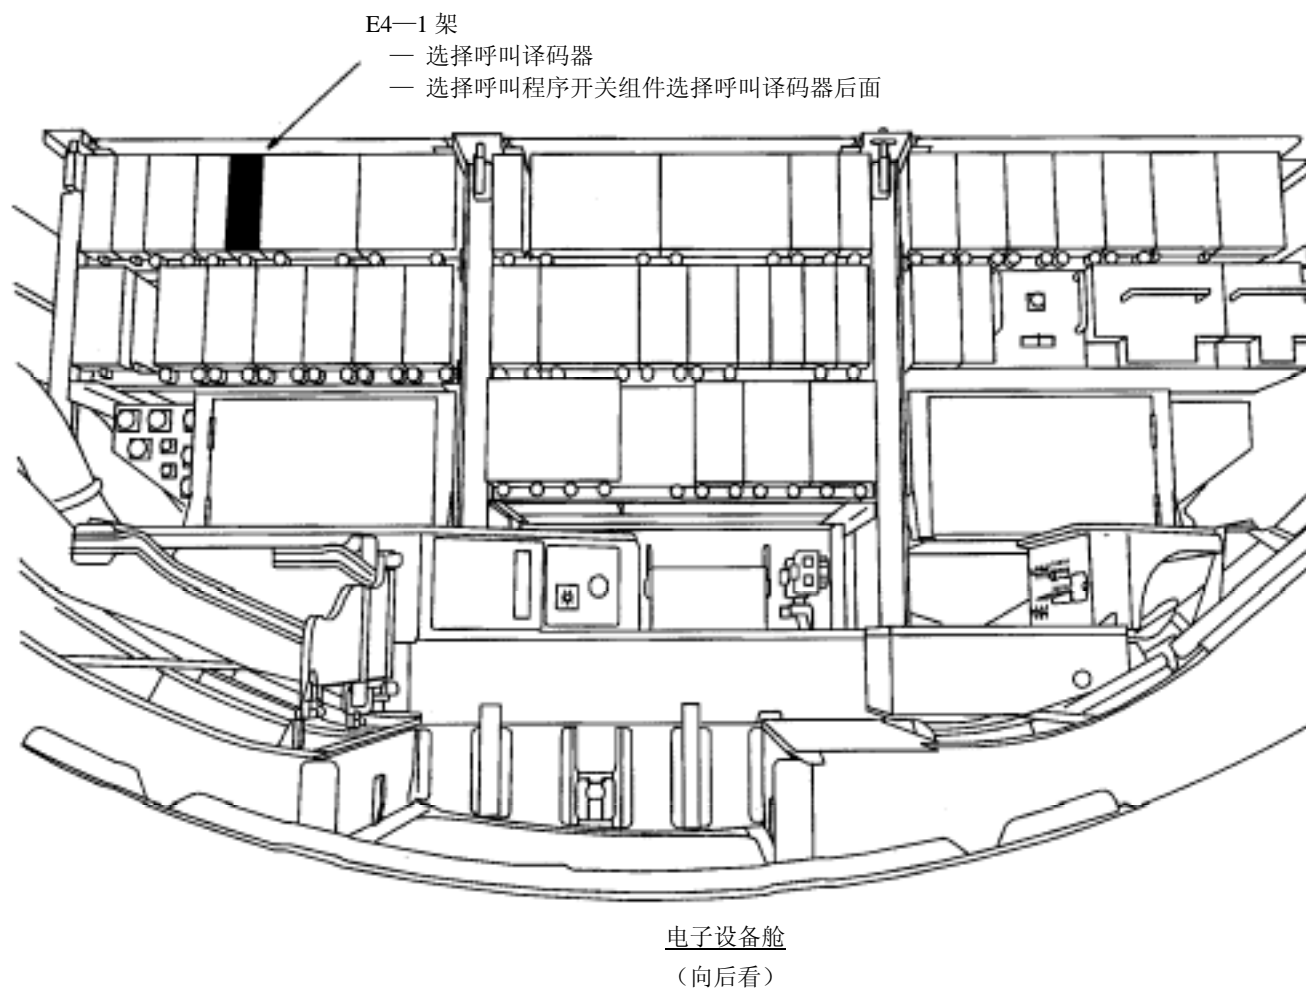 E4—1 架
— 选择呼叫译码器
— 选择呼叫程序开关组件选择呼叫译码器后面
电子设备舱
（向后看）